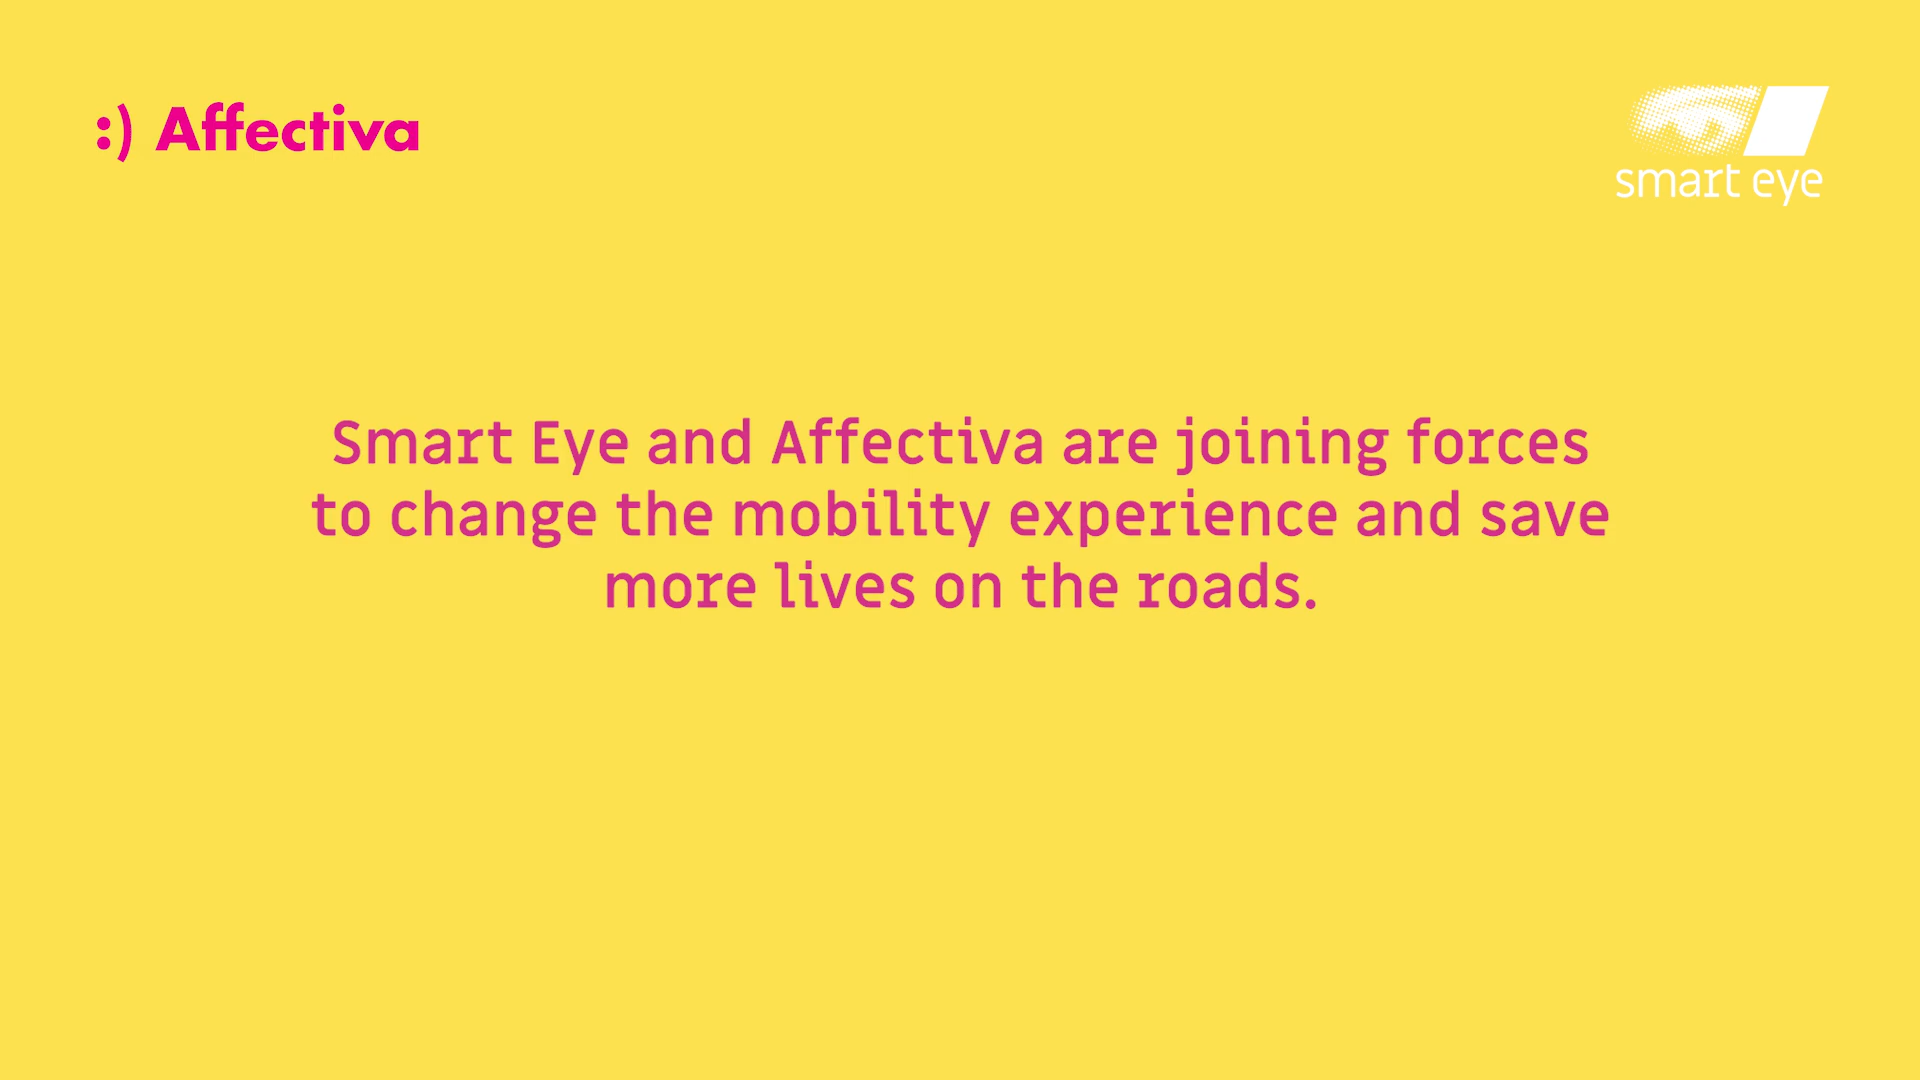 :) Affectiva
smart eye
Smart Eye and Affectiva are joining forces
to change the mobility experience and save
more lives on the roads.